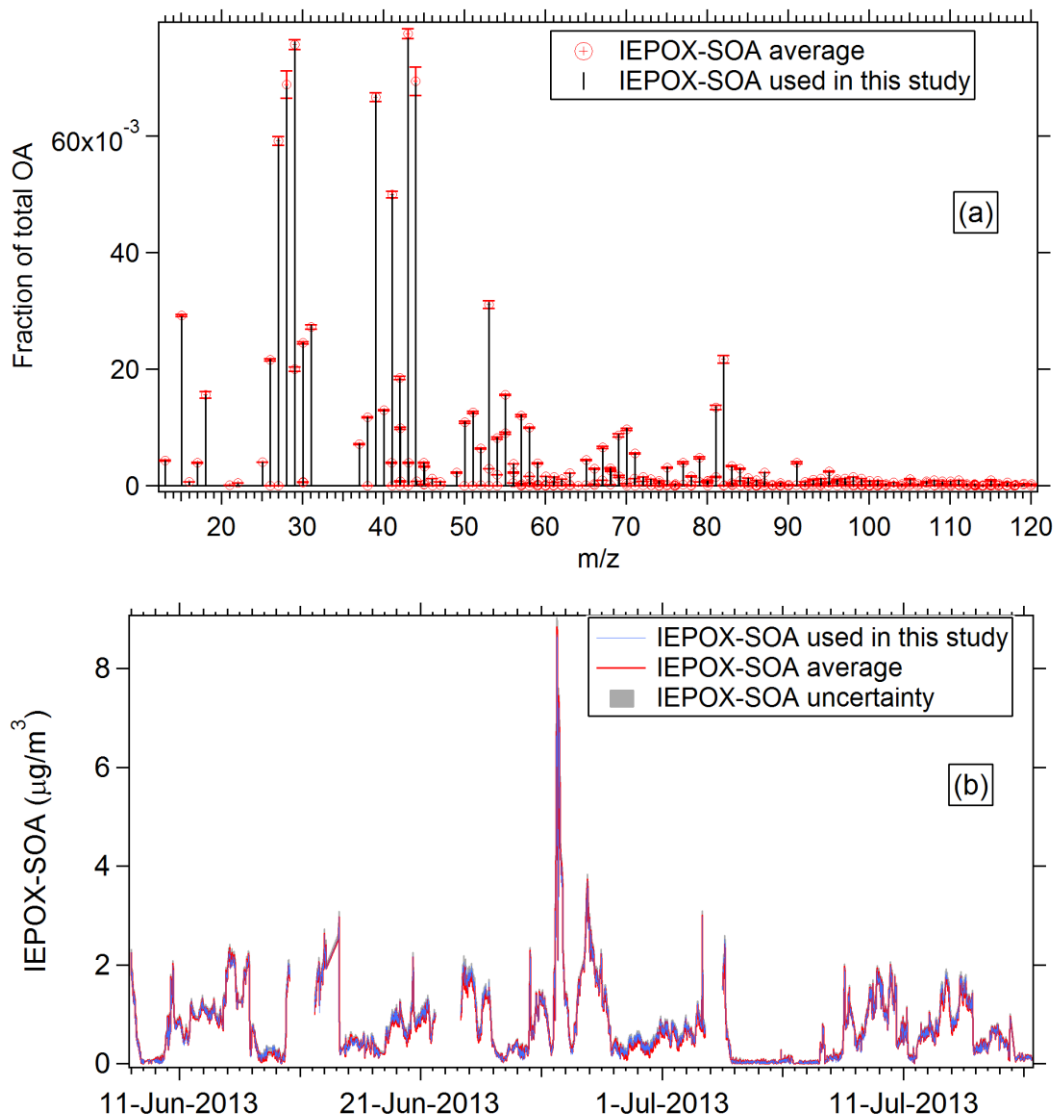 IEPOX-SOA average
IEPOX-SOA used in this study
60x10⁻³
40
20
0
Fraction of total OA
(a)
20 30 40 50 60 70 80 90 100 110 120
m/z
IEPOX-SOA used in this study
IEPOX-SOA average
IEPOX-SOA uncertainty
8
6
4
2
0
IEPOX-SOA (µg/m³)
(b)
11-Jun-2013 21-Jun-2013 1-Jul-2013 11-Jul-2013